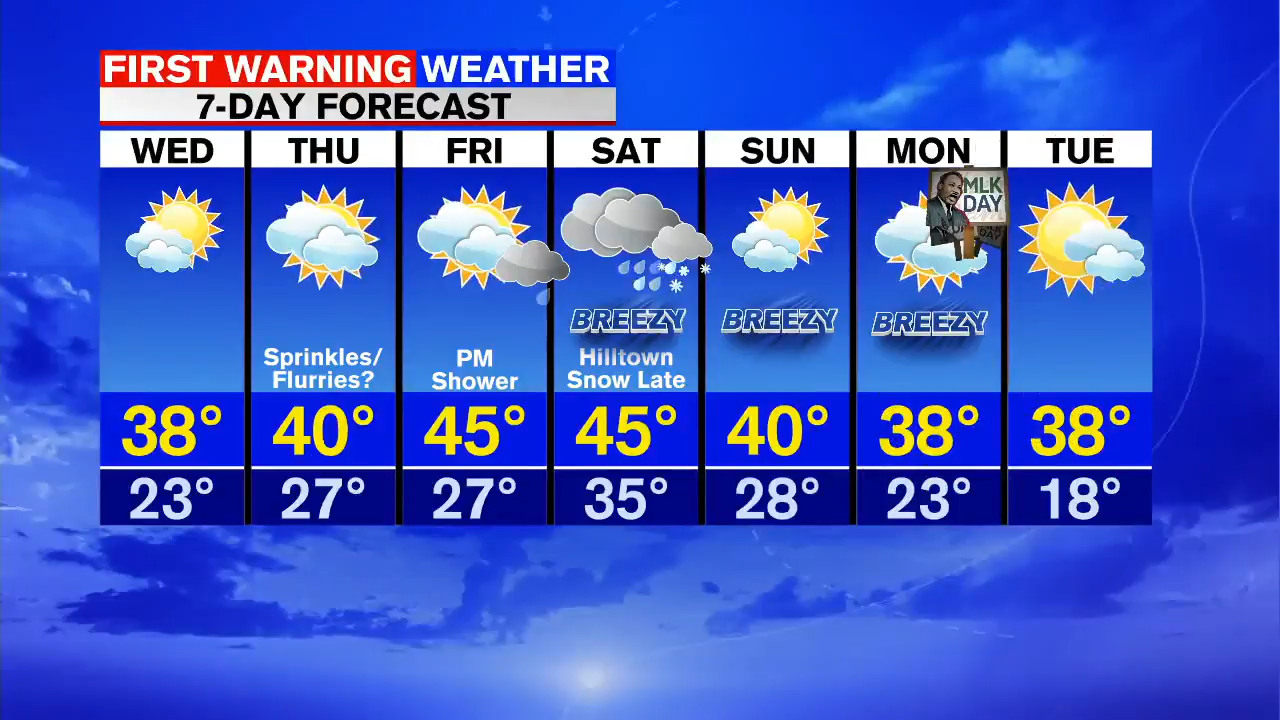 FIRST WARNING WEATHER
7-DAY FORECAST
WED THU FRI SAT SUN MON TUE
MLK
DAY
DAY
BREEZY BREEZY BREEZY
Sprinkles/ PM Hilltown
Flurries? Shower Snow Late
38° 40° 45° 45° 40° 38° 38°
23° 27° 27° 35° 28° 23° 18°